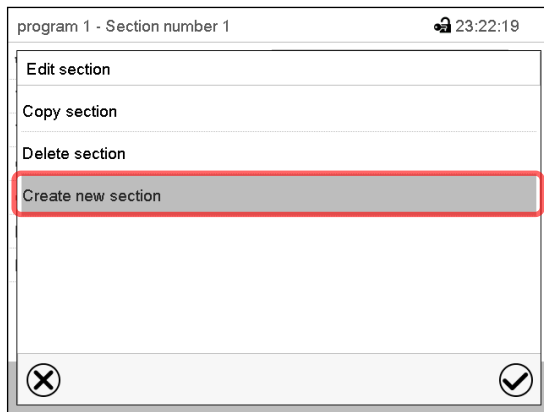 program 1 - Section number 1 23:22:19
Edit section
Copy section
Delete section
Create new section